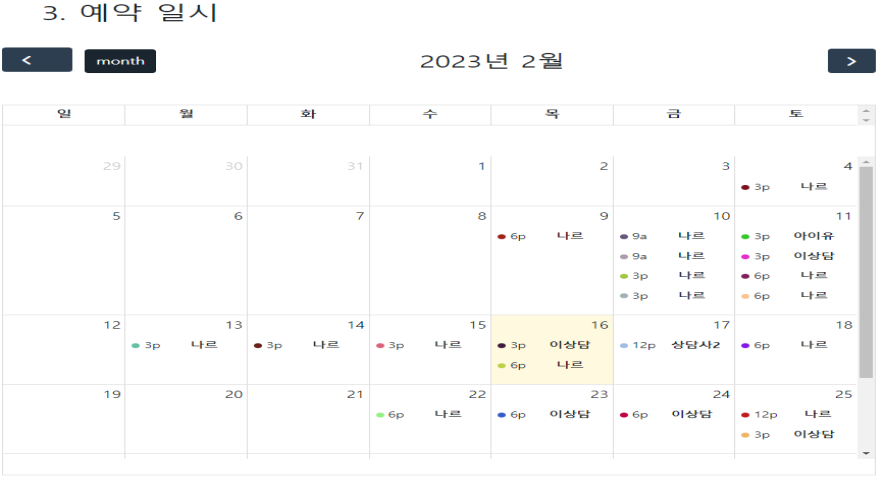 3. 예약 일시
< month 2023년 2월 >
일 월 화 수 목 금 토
29 30 31 1 2 3 4
3p 나르
5 6 7 8 9 10 11
6p 나르 9a 나르 3p 아이유
9a 나르 3p 이상담
3p 나르 6p 나르
3p 나르 6p 나르
12 13 14 15 16 17 18
3p 나르 3p 나르 3p 나르 3p 이상담 12p 상담사2 6p 나르
6p 나르
19 20 21 22 23 24 25
6p 나르 6p 이상담 6p 이상담 12p 나르
3p 이상담